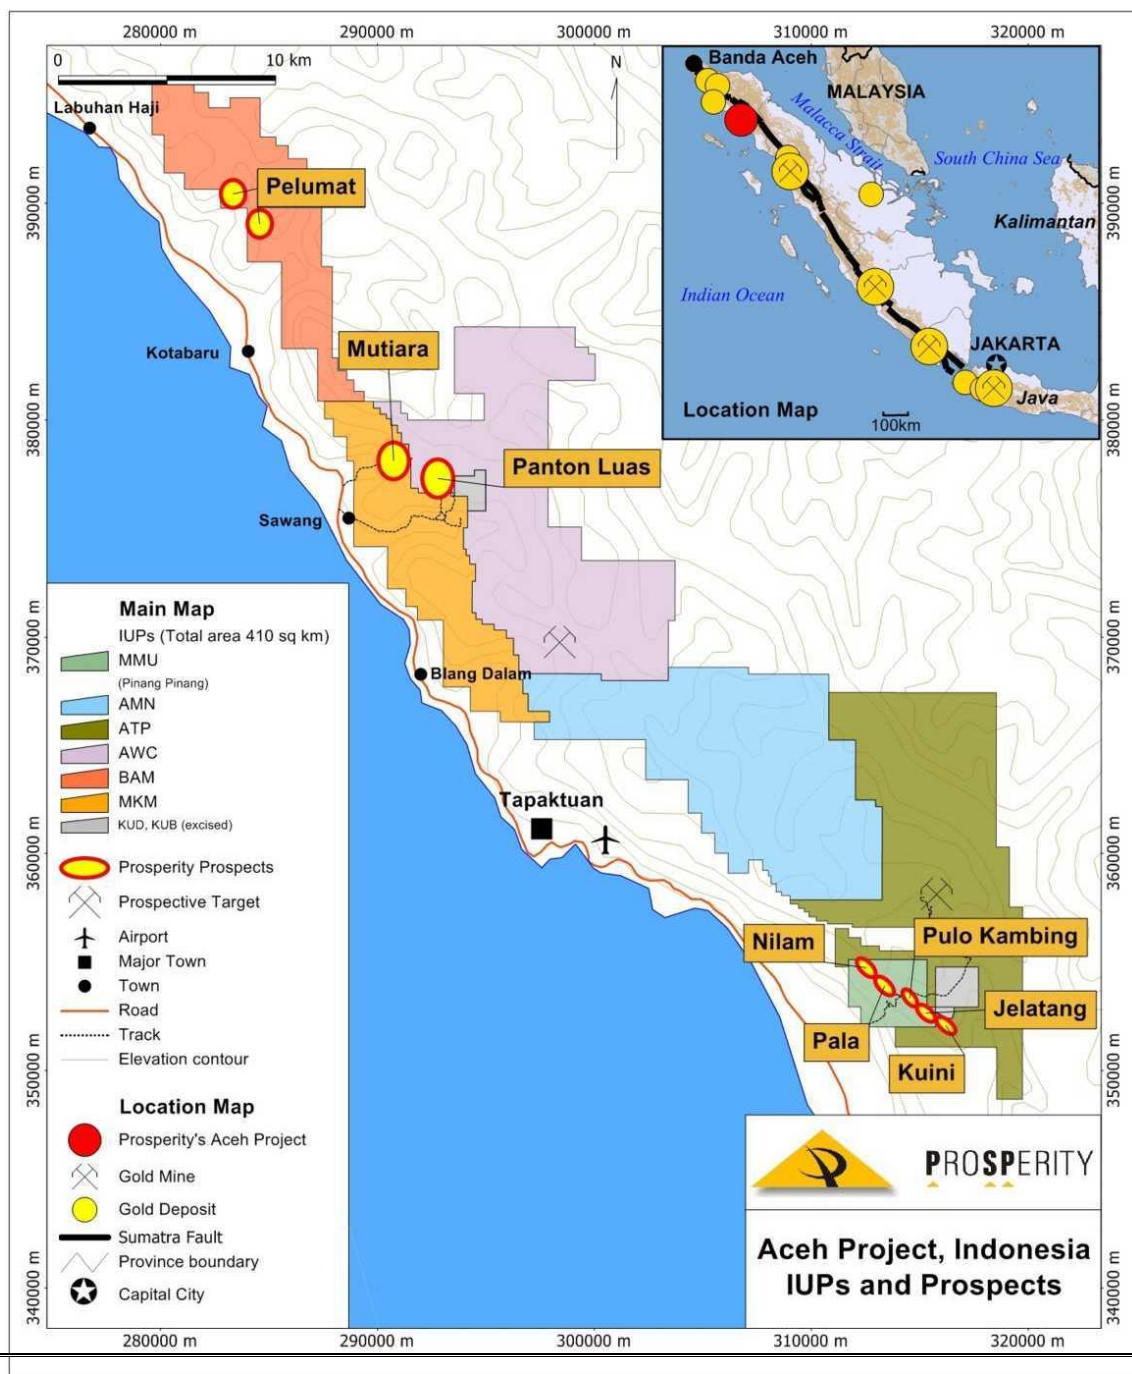 280000 m
290000 m
300000 m
310000 m
320000 m
0
10 km
N
Labuhan Haji
Pelumat
Kotabaru
Mutiara
Panton Luas
Sawang
Blang Dalam
Tapaktuan
Nilam
Pulo Kambing
Jelatang
Pala
Kuini
390000 m
380000 m
370000 m
360000 m
350000 m
340000 m
390000 m
380000 m
370000 m
360000 m
350000 m
340000 m
Banda Aceh
MALAYSIA
Malacca Strait
South China Sea
Kalimantan
Indian Ocean
JAKARTA
Java
Location Map
100km
Main Map
IUPs (Total area 410 sq km)
MMU
(Pinang Pinang)
AMN
ATP
AWC
BAM
MKM
KUD, KUB (excised)
Prosperity Prospects
Prospective Target
Airport
Major Town
Town
Road
Track
Elevation contour
Location Map
Prosperity's Aceh Project
Gold Mine
Gold Deposit
Sumatra Fault
Province boundary
Capital City
PROSPERITY
Aceh Project, Indonesia
IUPs and Prospects
280000 m
290000 m
300000 m
310000 m
320000 m